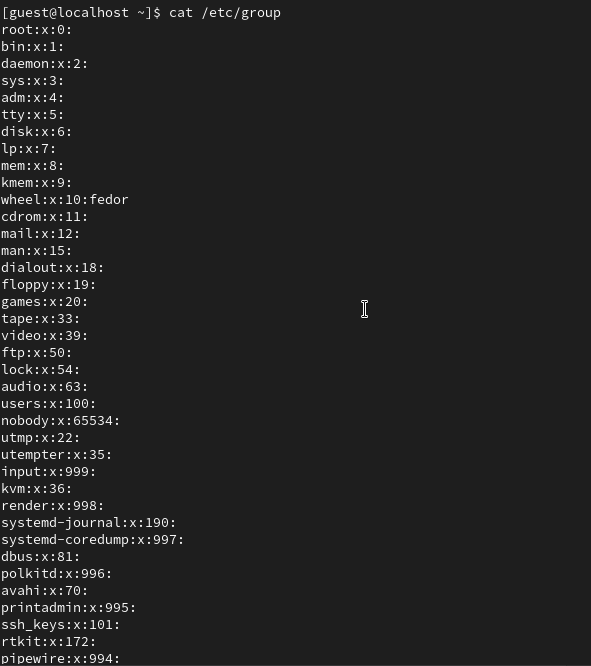 [guest@localhost ~]$ cat /etc/group
root:x:0:
bin:x:1:
daemon:x:2:
sys:x:3:
adm:x:4:
tty:x:5:
disk:x:6:
lp:x:7:
mem:x:8:
kmem:x:9:
wheel:x:10:fedor
cdrom:x:11:
mail:x:12:
man:x:15:
dialout:x:18:
floppy:x:19:
games:x:20:
tape:x:33:
video:x:39:
ftp:x:50:
lock:x:54:
audio:x:63:
users:x:100:
nobody:x:65534:
utmp:x:22:
utempter:x:35:
input:x:999:
kvm:x:36:
render:x:998:
systemd-journal:x:190:
systemd-coredump:x:997:
dbus:x:81:
polkitd:x:996:
avahi:x:70:
printadmin:x:995:
ssh_keys:x:101:
rtkit:x:172:
pipewire:x:994: